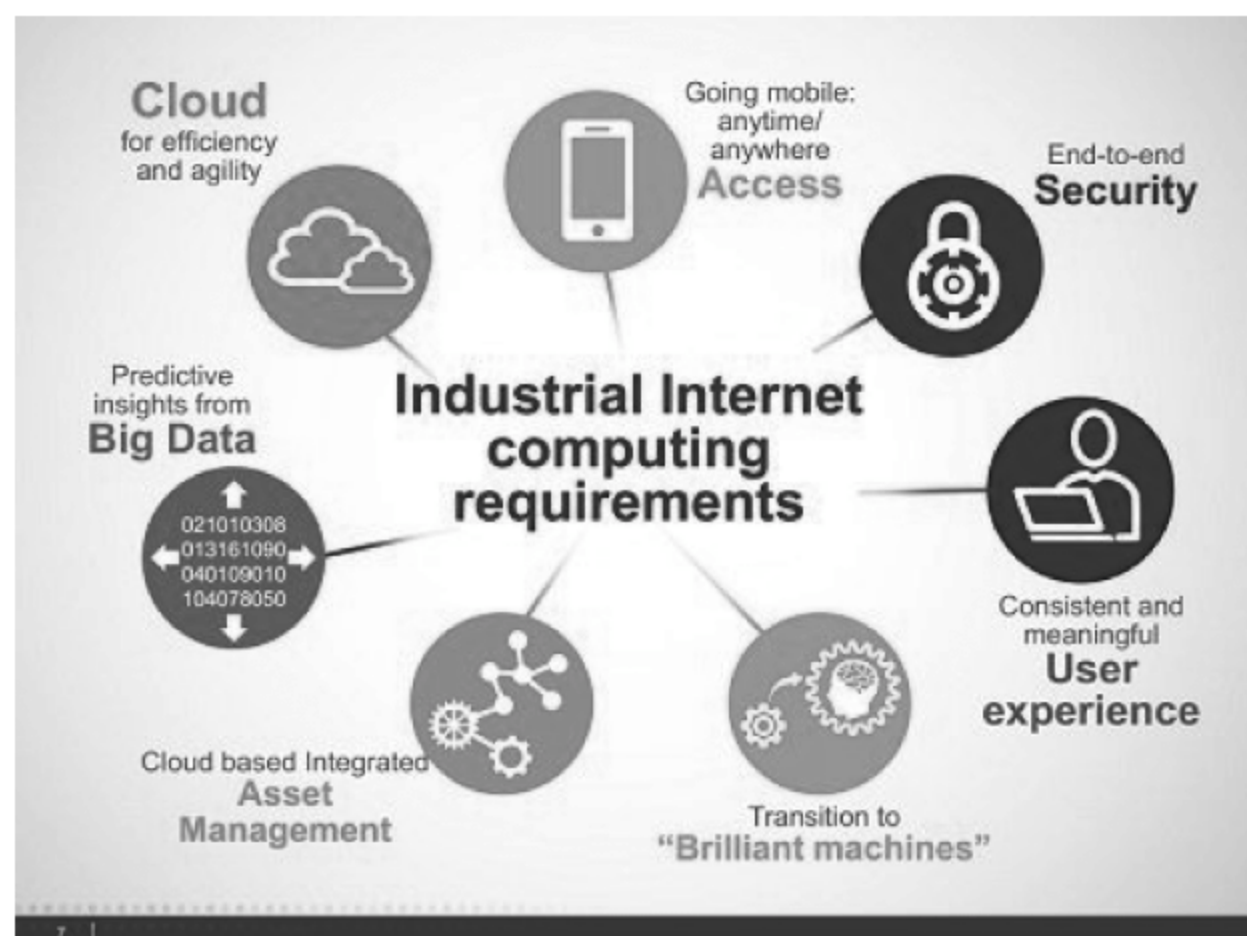 Cloud
for efficiency
and agility
Going mobile:
anytime/
anywhere
Access
End-to-end
Security
Predictive
insights from
Big Data
021010308
013161090
040109010
104078050
Industrial Internet
computing
requirements
Consistent and
meaningful
User
experience
Cloud based Integrated
Asset
Management
Transition to
“Brilliant machines”